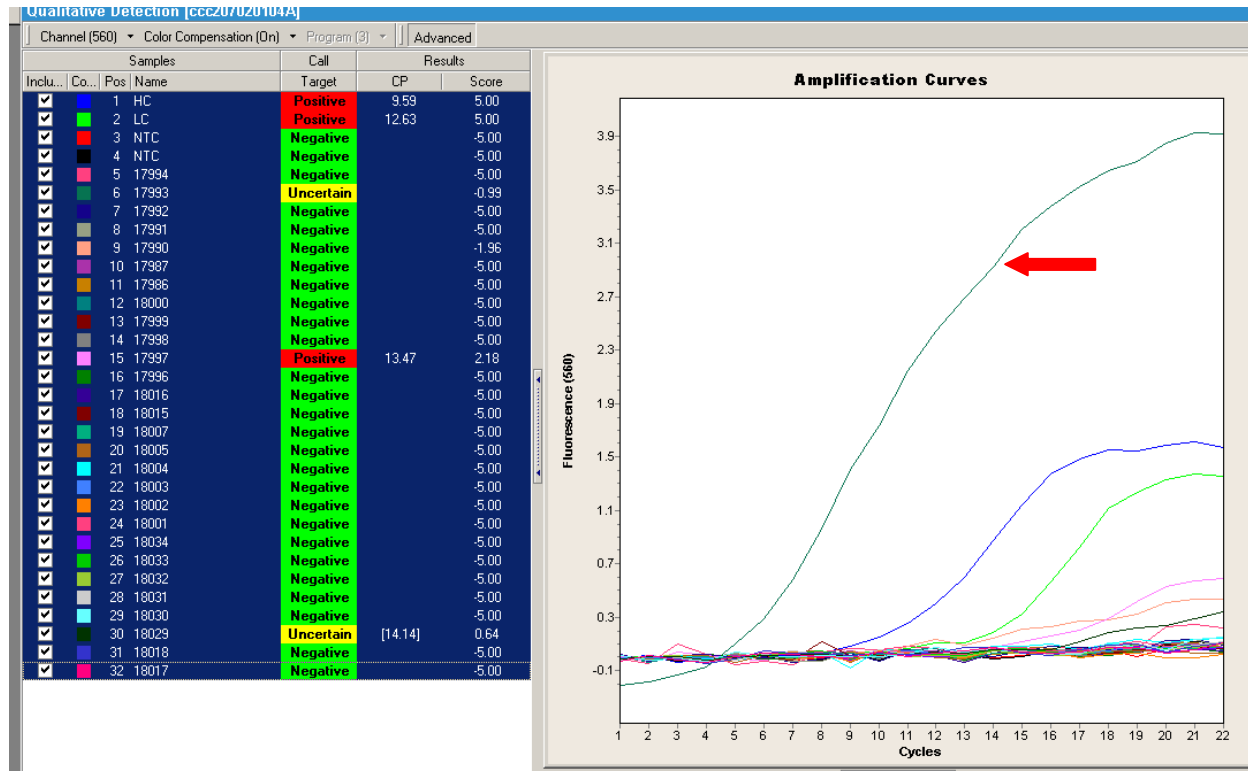 Qualitative Detection [ccc207020104A]
Channel (560) Color Compensation (On) Program (3) Advanced
Samples Call Results
Inclu... Co... Pos Name Target CP Score
1 HC Positive 9.59 5.00
2 LC Positive 12.63 5.00
3 NTC Negative -5.00
4 NTC Negative -5.00
5 17994 Negative -5.00
6 17993 Uncertain -0.99
7 17992 Negative -5.00
8 17991 Negative -5.00
9 17990 Negative -1.96
10 17987 Negative -5.00
11 17986 Negative -5.00
12 18000 Negative -5.00
13 17999 Negative -5.00
14 17998 Negative -5.00
15 17997 Positive 13.47 2.18
16 17996 Negative -5.00
17 18016 Negative -5.00
18 18015 Negative -5.00
19 18007 Negative -5.00
20 18005 Negative -5.00
21 18004 Negative -5.00
22 18003 Negative -5.00
23 18002 Negative -5.00
24 18001 Negative -5.00
25 18034 Negative -5.00
26 18033 Negative -5.00
27 18032 Negative -5.00
28 18031 Negative -5.00
29 18030 Negative -5.00
30 18029 Uncertain [14.14] 0.64
31 18018 Negative -5.00
32 18017 Negative -5.00
Amplification Curves
Fluorescence (560)
3.9
3.5
3.1
2.7
2.3
1.9
1.5
1.1
0.7
0.3
-0.1
1 2 3 4 5 6 7 8 9 10 11 12 13 14 15 16 17 18 19 20 21 22
Cycles